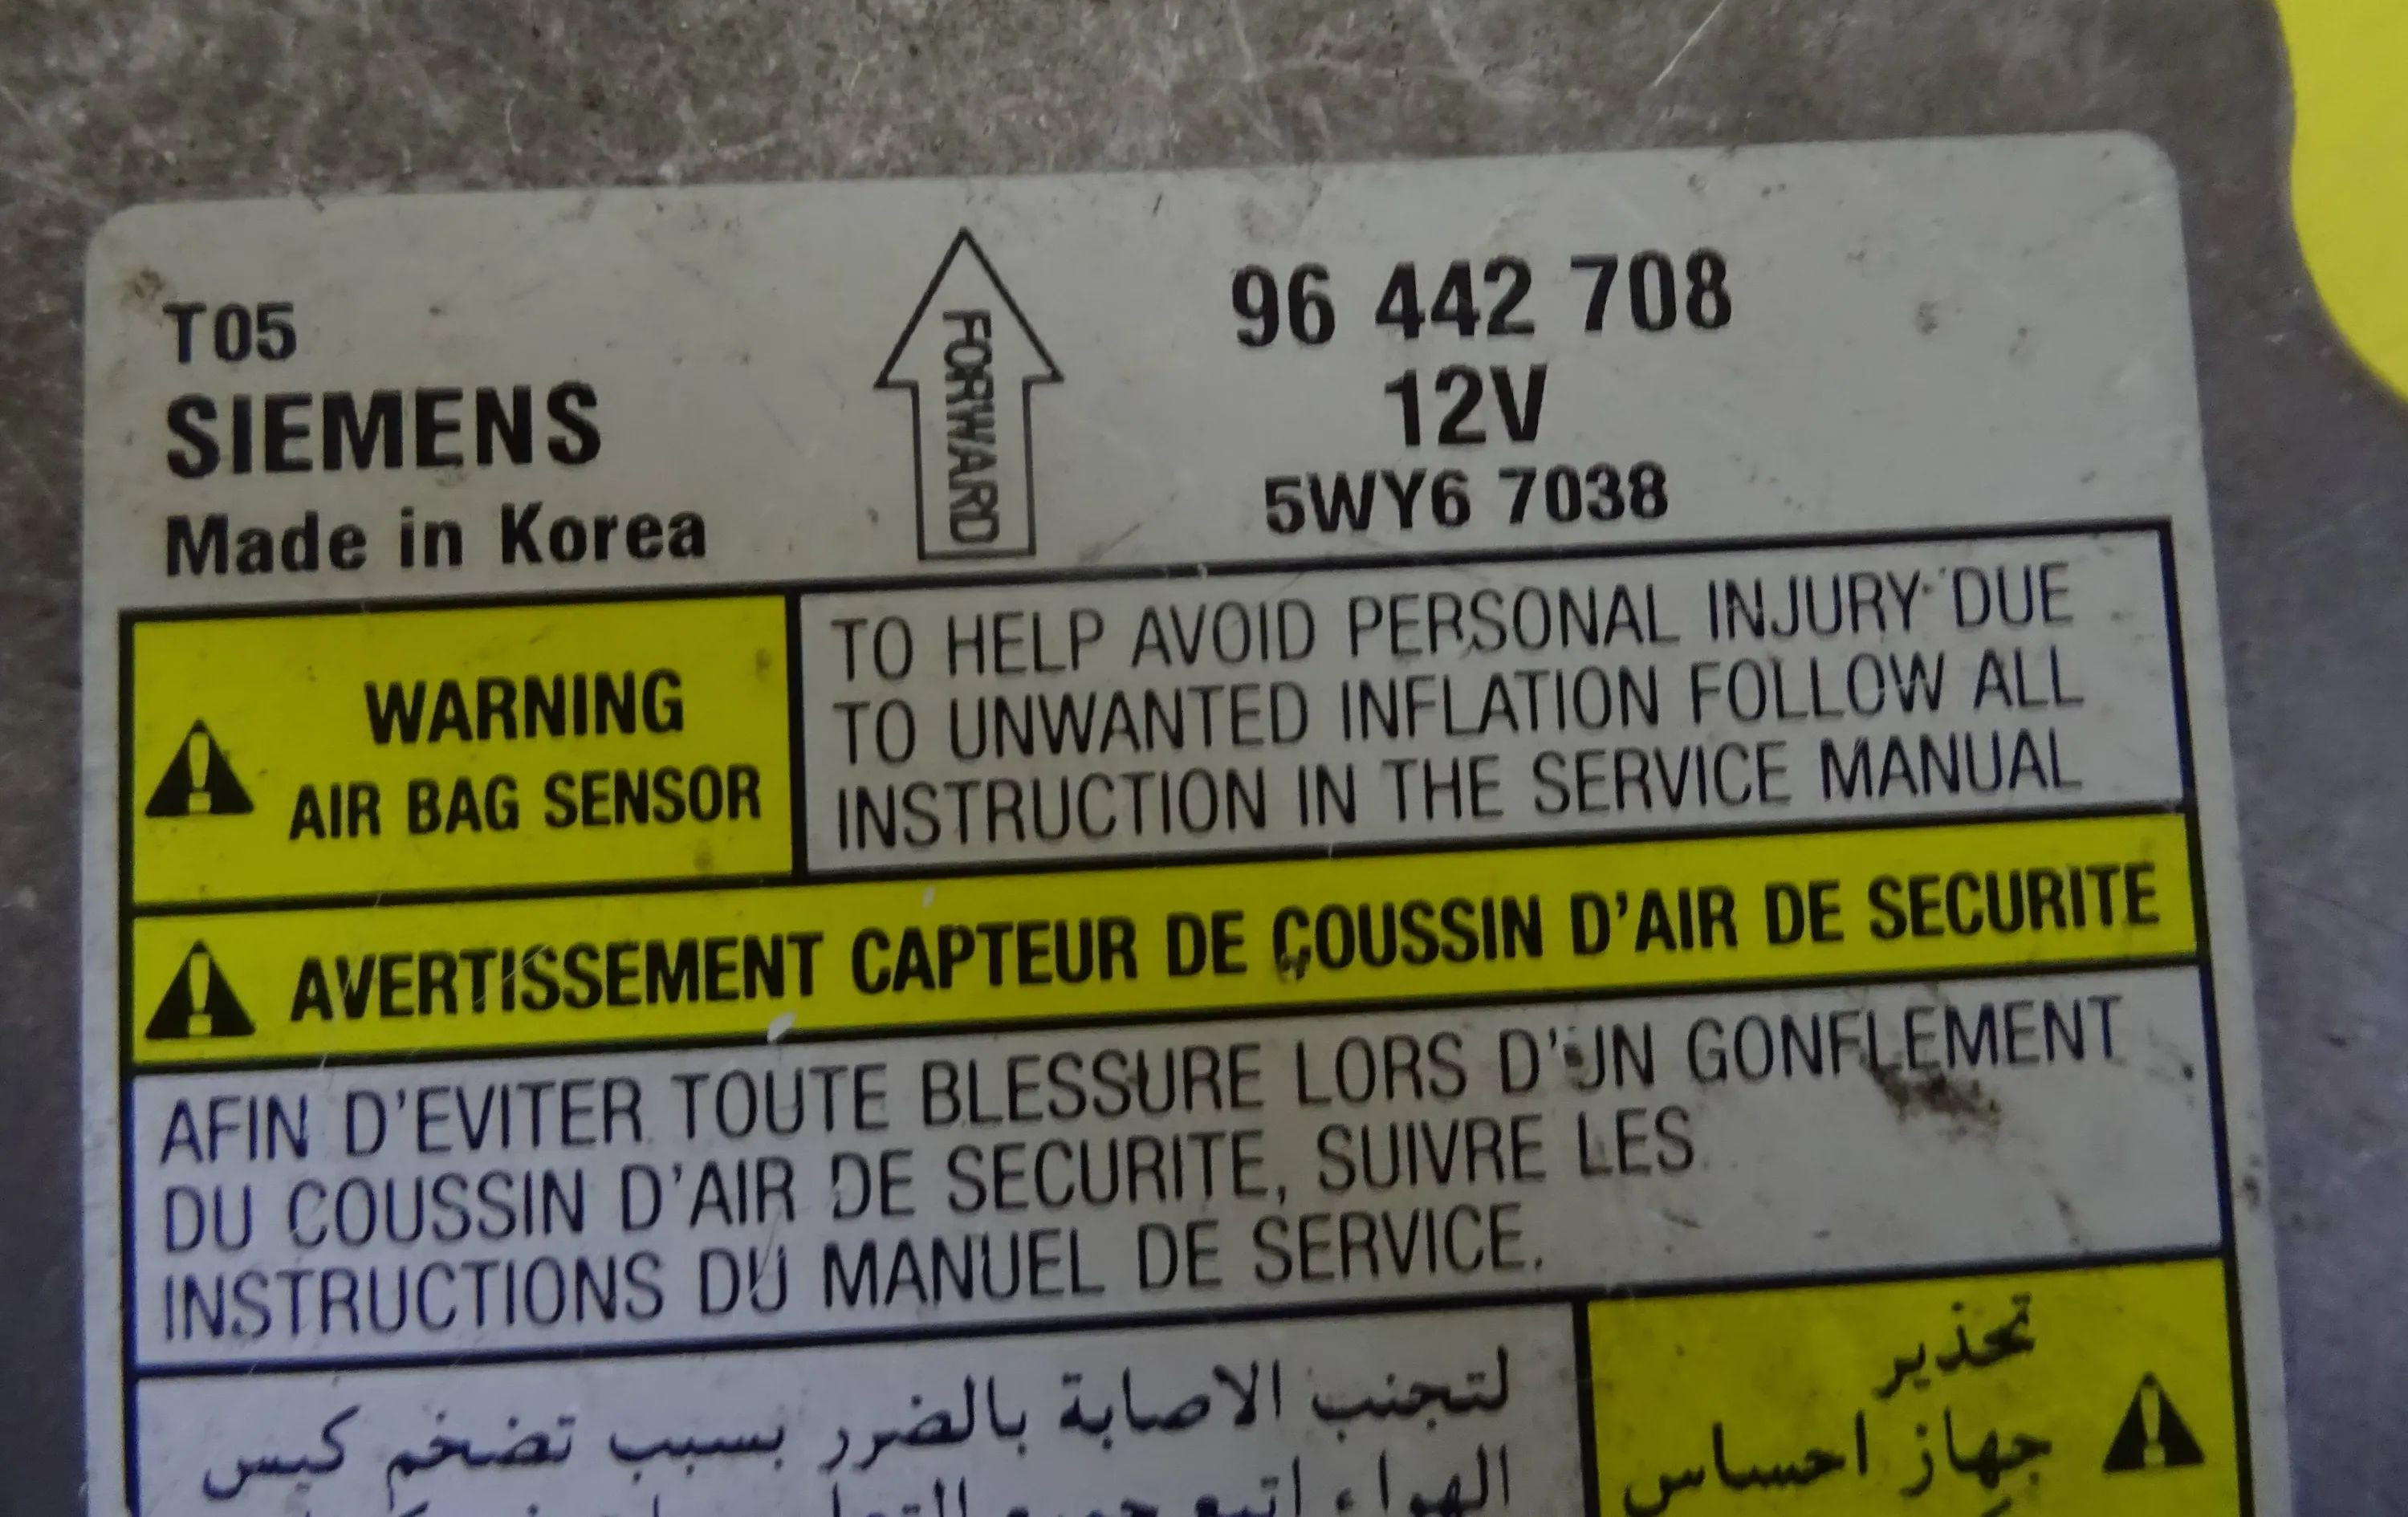 T05
SIEMENS
Made in Korea
FORWARD
96 442 708
12V
5WY6 7038
WARNING
AIR BAG SENSOR
TO HELP AVOID PERSONAL INJURY DUE
TO UNWANTED INFLATION FOLLOW ALL
INSTRUCTION IN THE SERVICE MANUAL
AVERTISSEMENT CAPTEUR DE COUSSIN D'AIR DE SECURITE
AFIN D'EVITER TOUTE BLESSURE LORS D'UN GONFLEMENT
DU COUSSIN D'AIR DE SECURITE, SUIVRE LES
INSTRUCTIONS DU MANUEL DE SERVICE.
تحذير
جهاز احساس
لتجنب الاصابة بالضرر بسبب تضخم كيس
الهواء اتبع جميع